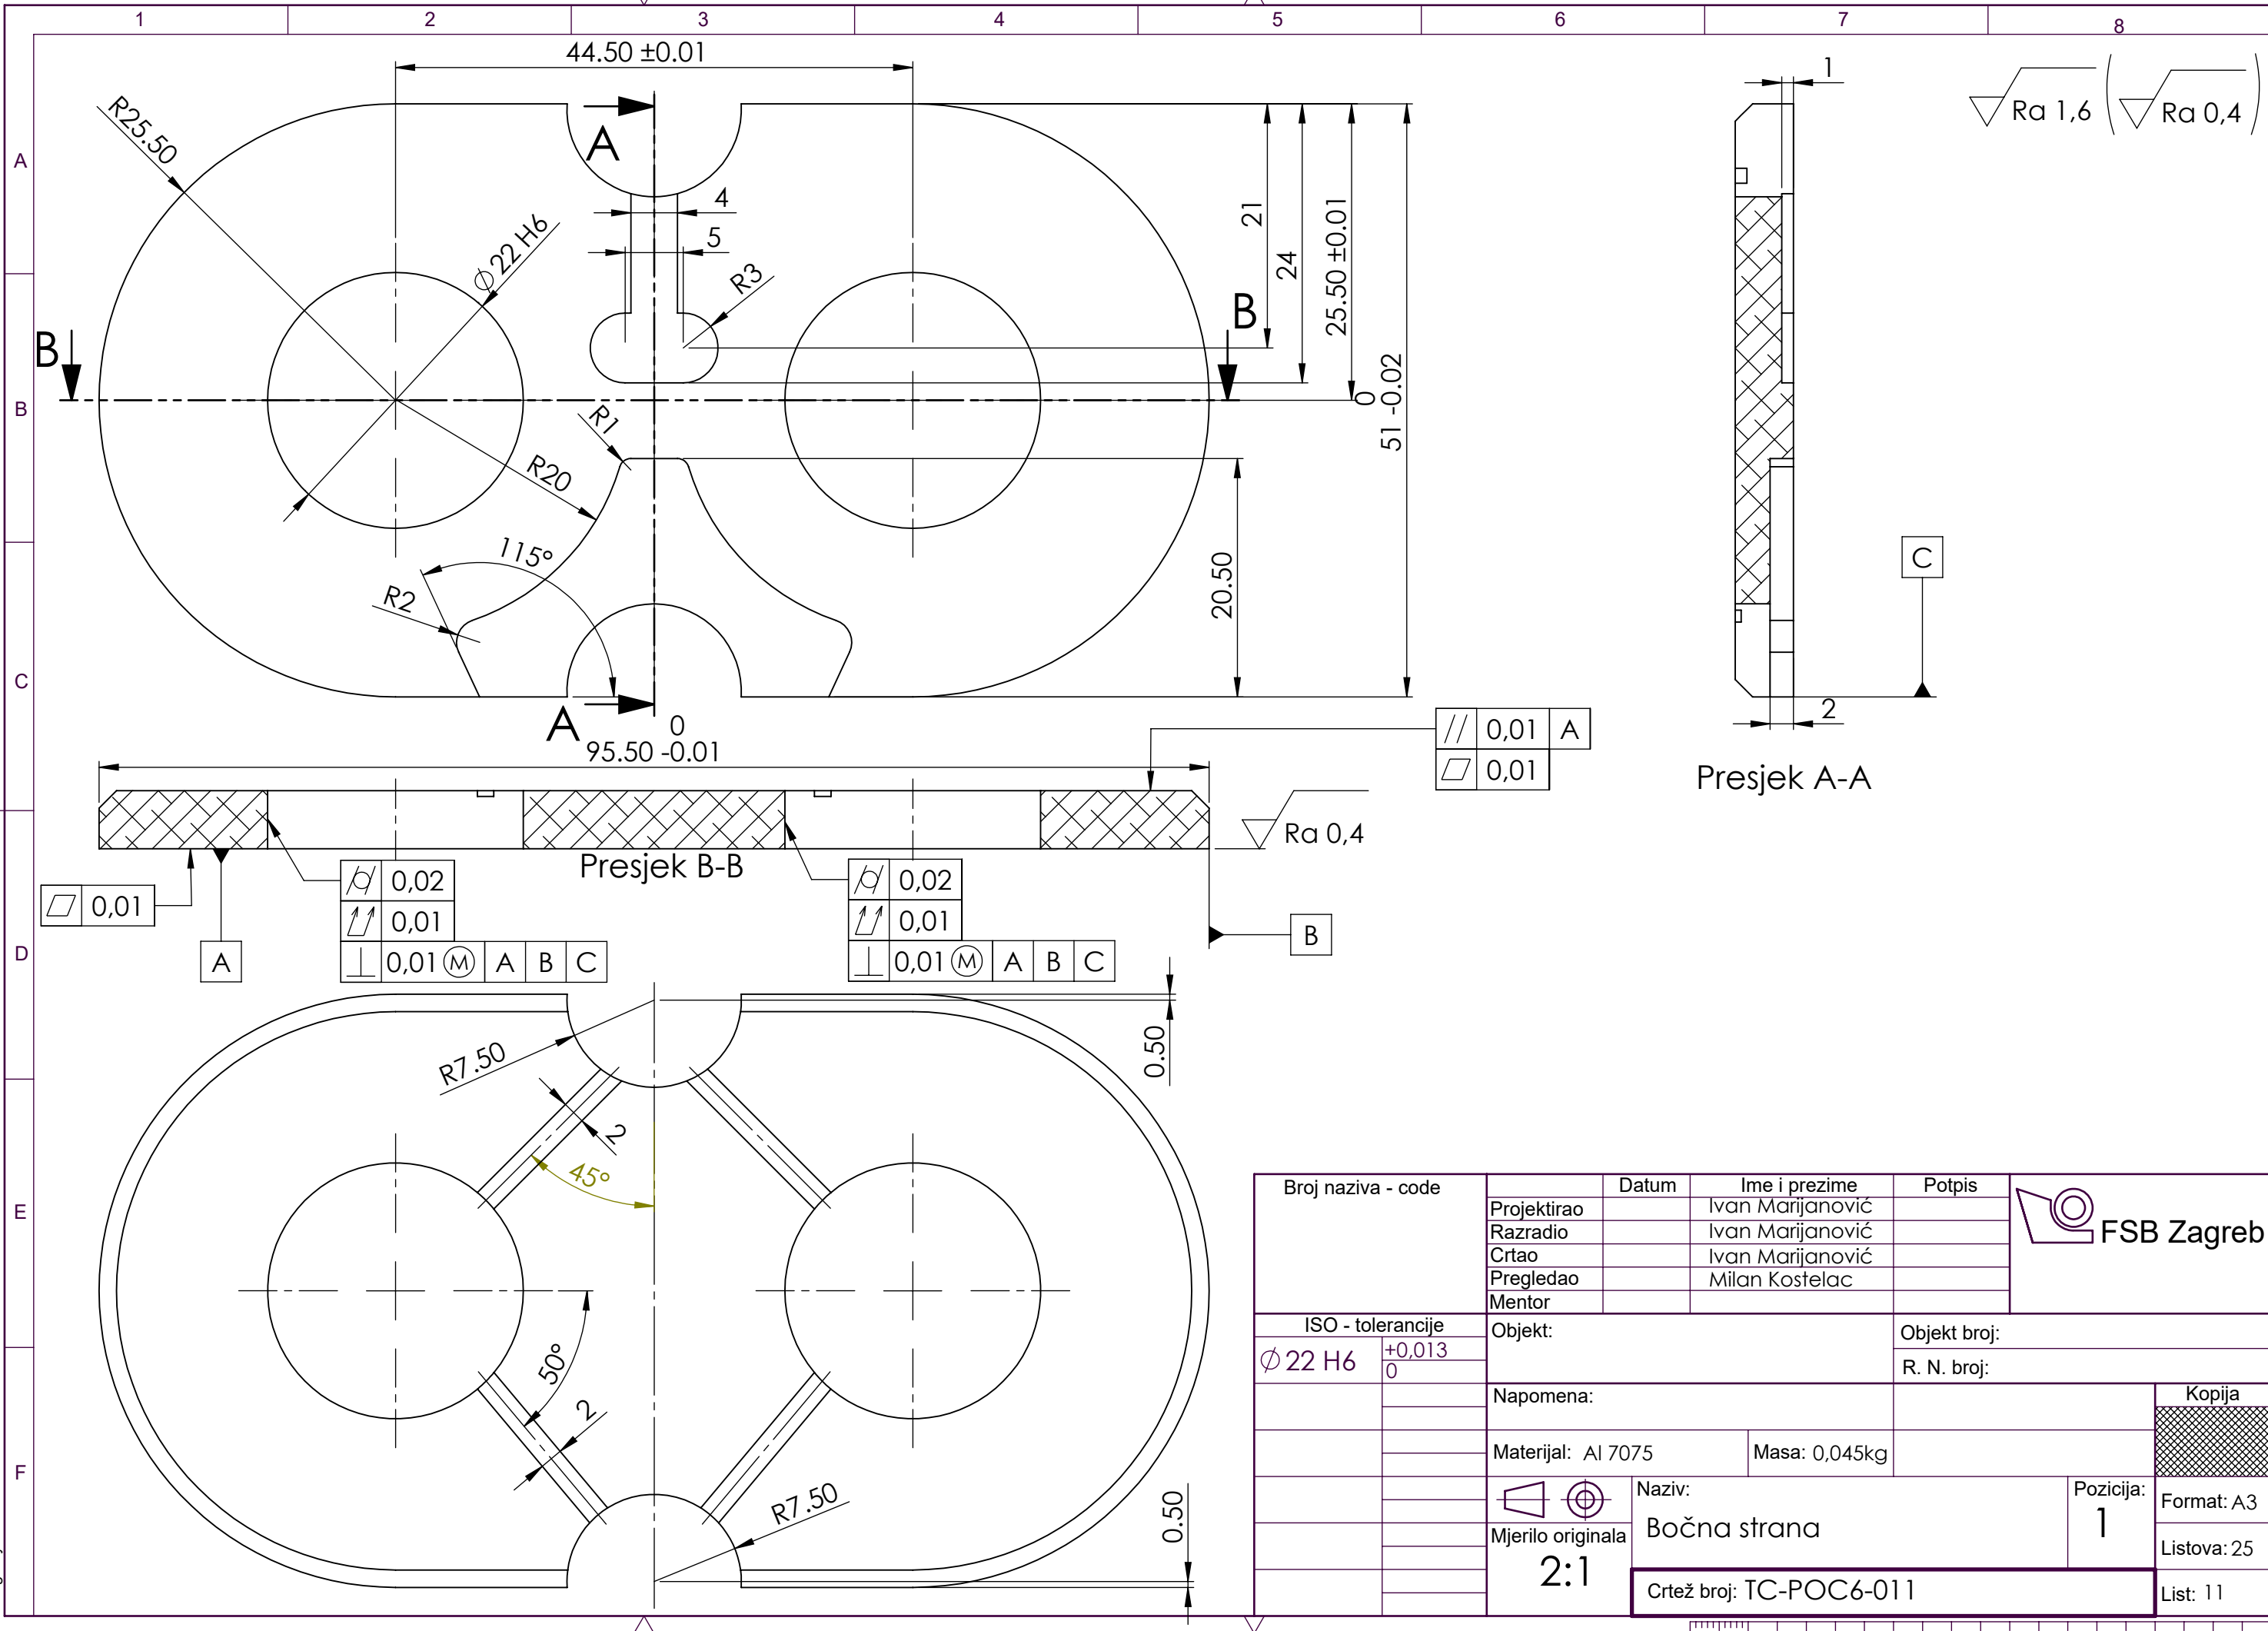 1 2 3 4 5 6 7 8
44.50 ±0.01
1
Ra 1,6 ( Ra 0,4 )
R25.50
A
A
4
21
25.50 ±0.01
5
24
⌀22 H6
R3
B
B
B
0
51 -0.02
R1
R20
115°
20.50
C
R2
C
A
2
0
95.50 -0.01
// 0,01 A
⏥ 0,01
Presjek A-A
Ra 0,4
Presjek B-B
⌭ 0,02
⌭ 0,02
⏥ 0,01
⌰ 0,01
⌰ 0,01
B
D
A
⊥ 0,01 Ⓜ A B C
⊥ 0,01 Ⓜ A B C
0.50
R7.50
2
45°
E
50°
2
F
R7.50
0.50
Broj naziva - code
Datum Ime i prezime Potpis
Projektirao Ivan Marijanović
Razradio Ivan Marijanović
Crtao Ivan Marijanović
Pregledao Milan Kostelac
Mentor
FSB Zagreb
ISO - tolerancije
⌀22 H6 +0,013
0
Objekt:
Objekt broj:
R. N. broj:
Napomena:
Kopija
Materijal: Al 7075
Masa: 0,045kg
Naziv:
Bočna strana
Pozicija:
1
Format: A3
Mjerilo originala
2:1
Listova: 25
Crtež broj: TC-POC6-011
List: 11